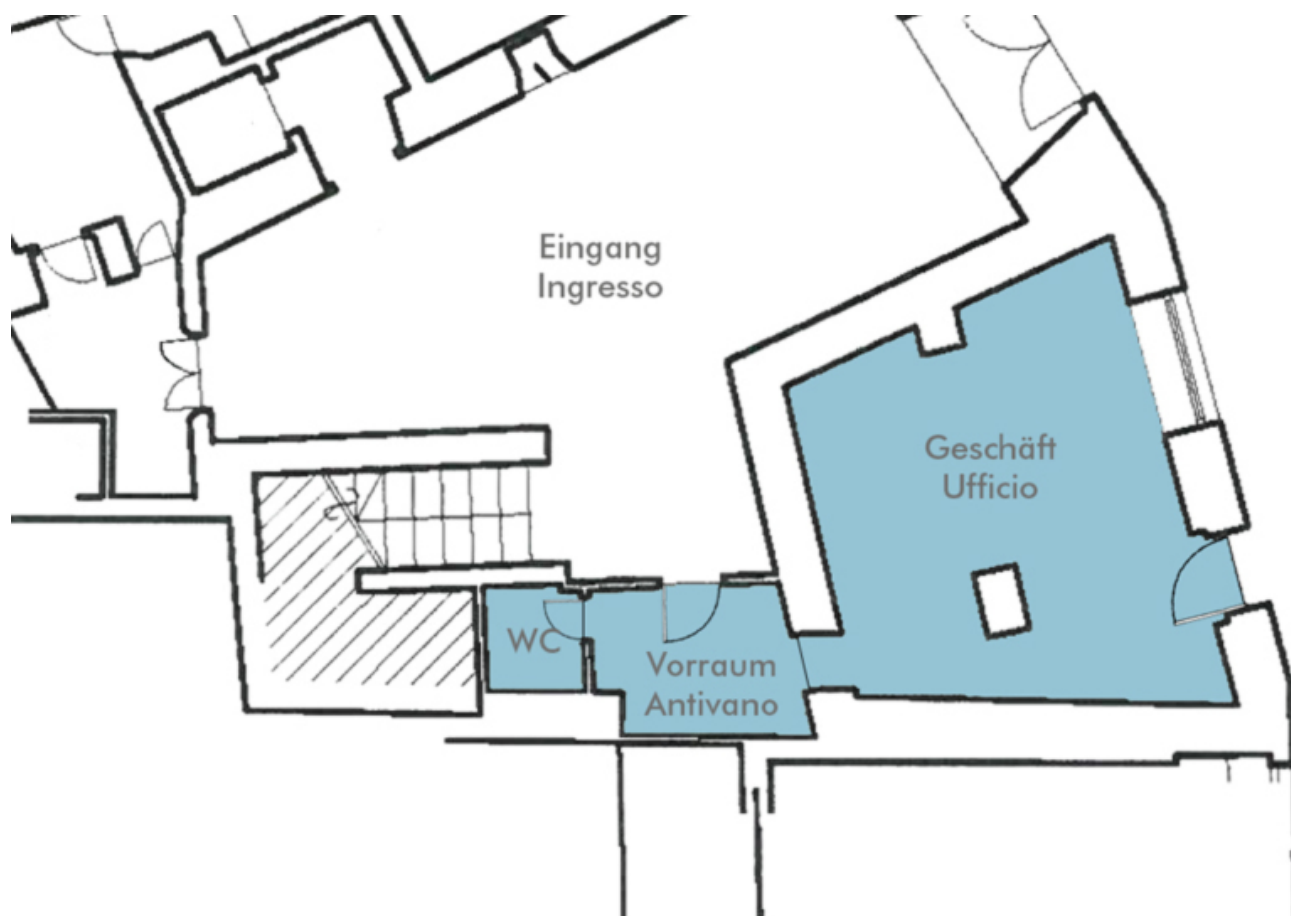 Eingang
Ingresso
Geschäft
Ufficio
WC
Vorraum
Antivano